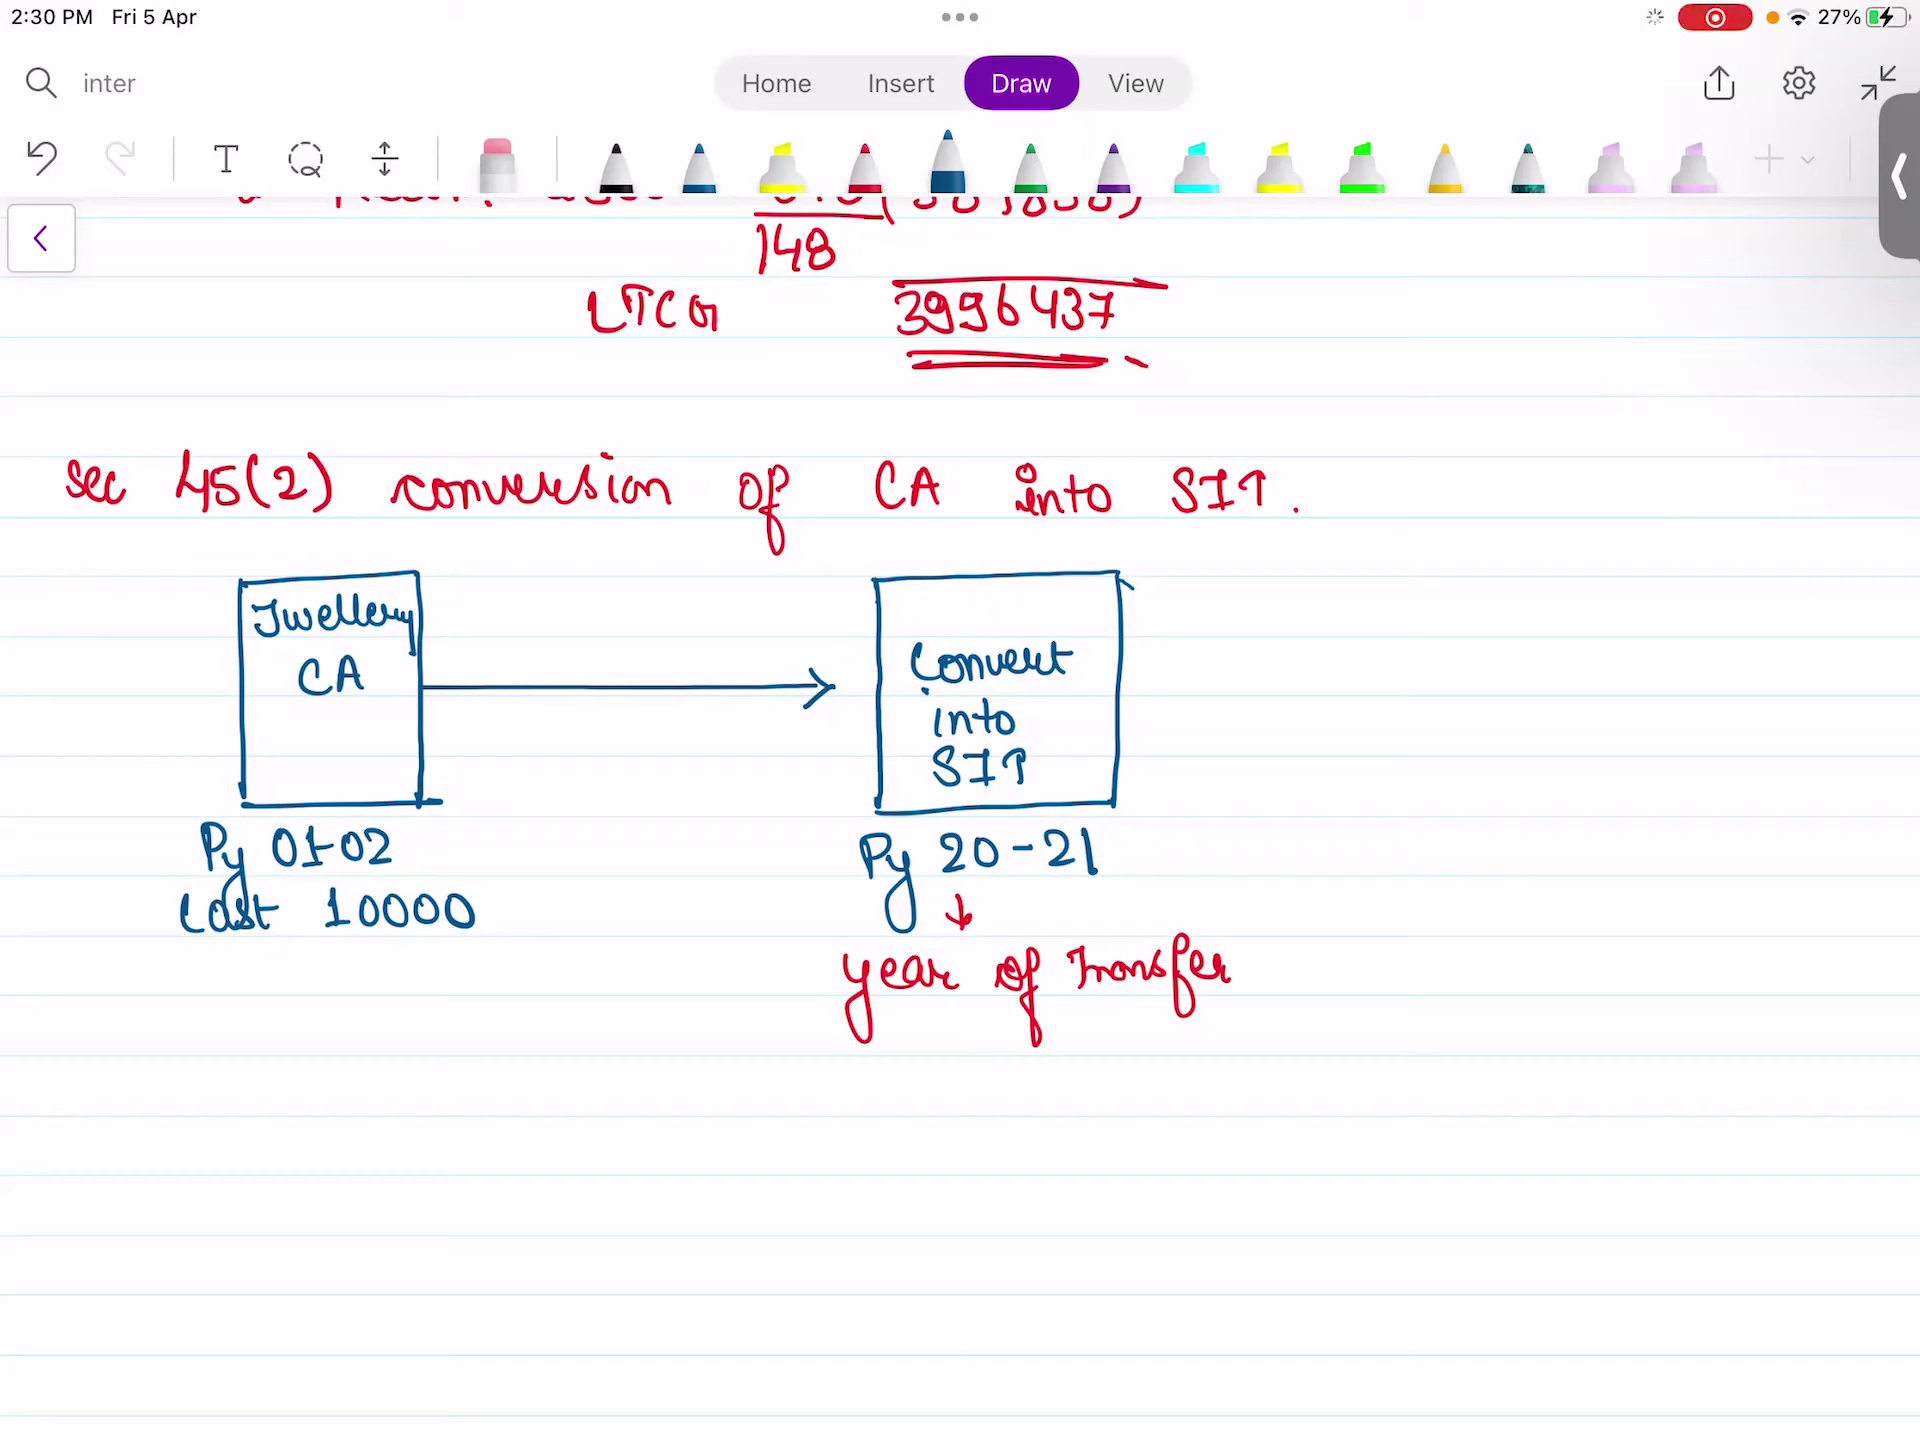 2:30 PM Fri 5 Apr
27%
inter
Home Insert Draw View
T
148
LTCG 3996437
Sec 45(2) conversion of CA into SIT.
Jwellery
CA
Convert
into
SIT
Py 01-02
Cost 10000
Py 20-21
year of Transfer